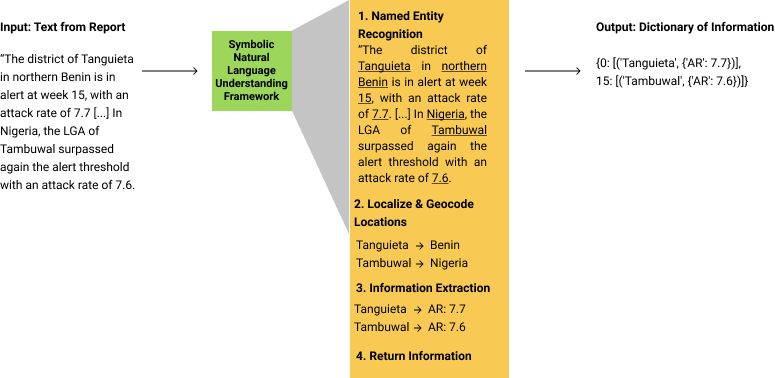 Input: Text from Report
“The district of Tanguieta
in northern Benin is in
alert at week 15, with an
attack rate of 7.7 [...] In
Nigeria, the LGA of
Tambuwal surpassed
again the alert threshold
with an attack rate of 7.6.
Symbolic
Natural
Language
Understanding
Framework
1. Named Entity
Recognition
“The district of
Tanguieta in northern
Benin is in alert at week
15, with an attack rate
of 7.7. [...] In Nigeria, the
LGA of Tambuwal
surpassed again the
alert threshold with an
attack rate of 7.6.
2. Localize & Geocode
Locations
Tanguieta → Benin
Tambuwal → Nigeria
3. Information Extraction
Tanguieta → AR: 7.7
Tambuwal → AR: 7.6
4. Return Information
Output: Dictionary of Information
{0: [('Tanguieta', {'AR': 7.7})],
15: [('Tambuwal', {'AR': 7.6})]}